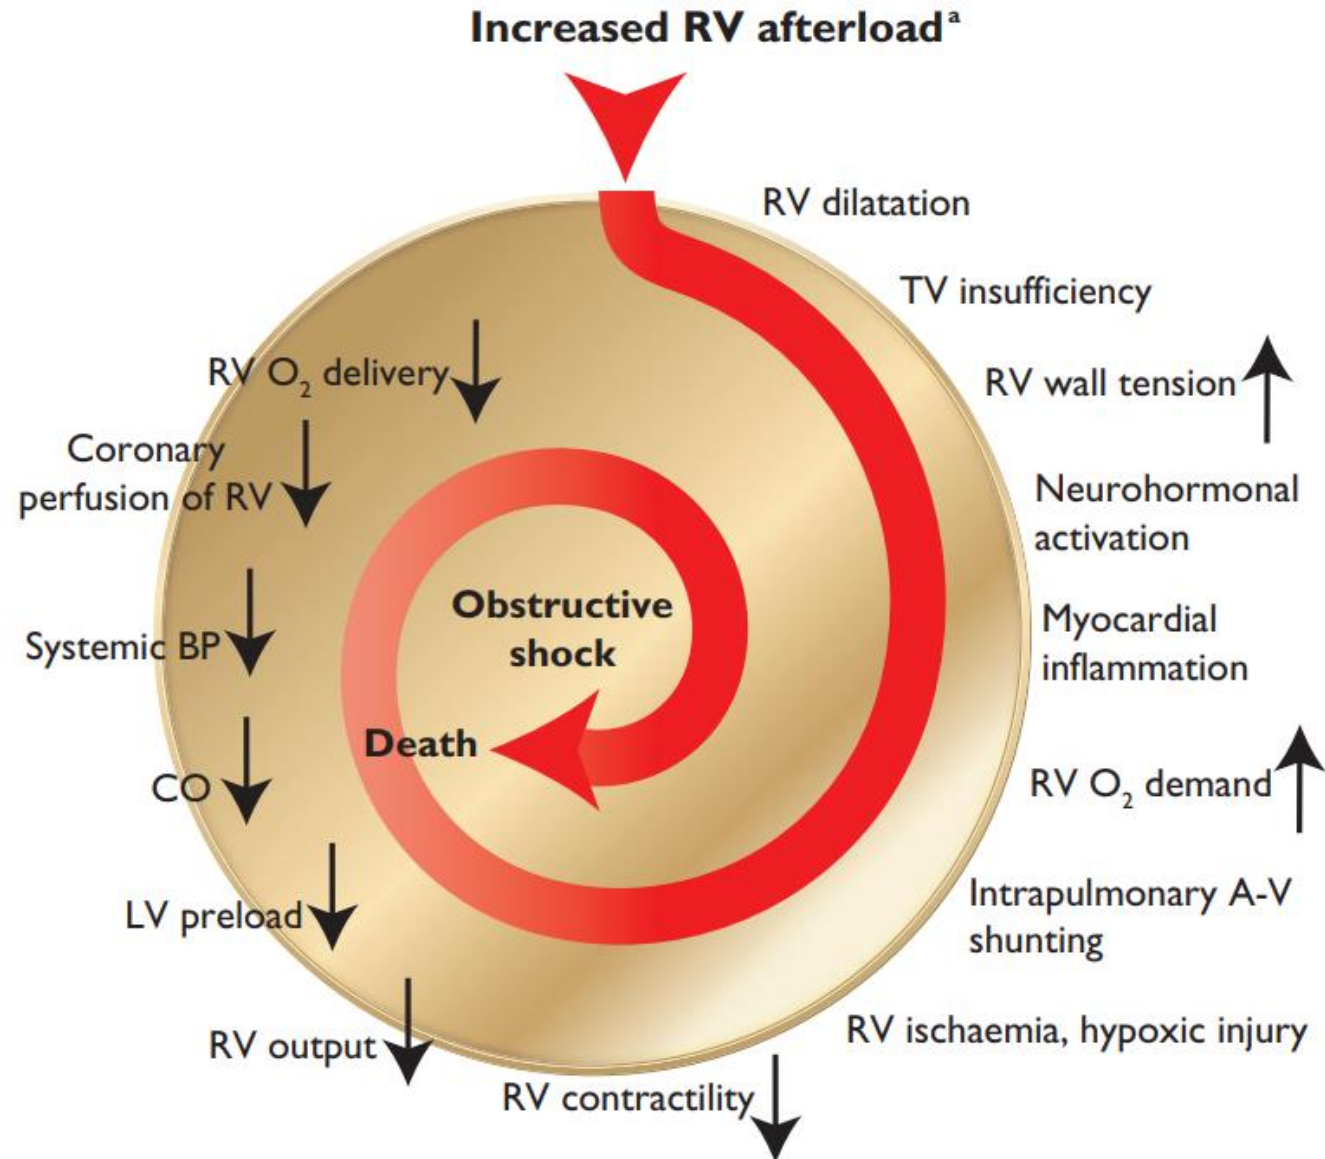 Increased RV afterloadᵃ
RV dilatation
TV insufficiency
RV wall tension
Neurohormonal
activation
Myocardial
inflammation
RV O₂ demand
Intrapulmonary A-V
shunting
RV ischaemia, hypoxic injury
RV contractility
RV output
LV preload
CO
Systemic BP
Coronary
perfusion of RV
RV O₂ delivery
Obstructive
shock
Death